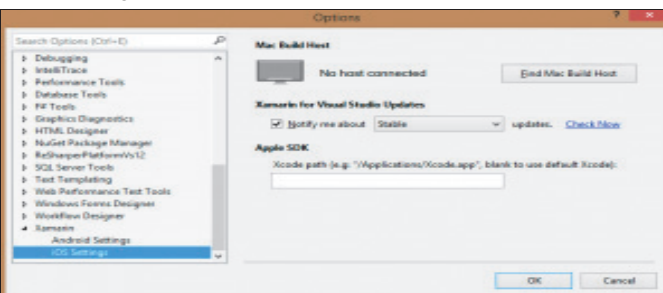 Options
?
Search Options (Ctrl+E)
Debugging
IntelliTrace
Performance Tools
Database Tools
F# Tools
Graphics Diagnostics
HTML Designer
NuGet Package Manager
ReSharperPlatformVs12
SQL Server Tools
Text Templating
Web Performance Test Tools
Windows Forms Designer
Workflow Designer
Xamarin
Android Settings
iOS Settings
Mac Build Host
No host connected
Find Mac Build Host
Xamarin for Visual Studio Updates
Notify me about Stable updates. Check Now
Apple SDK
Xcode path (e.g. "/Applications/Xcode.app", blank to use default Xcode):
OK Cancel